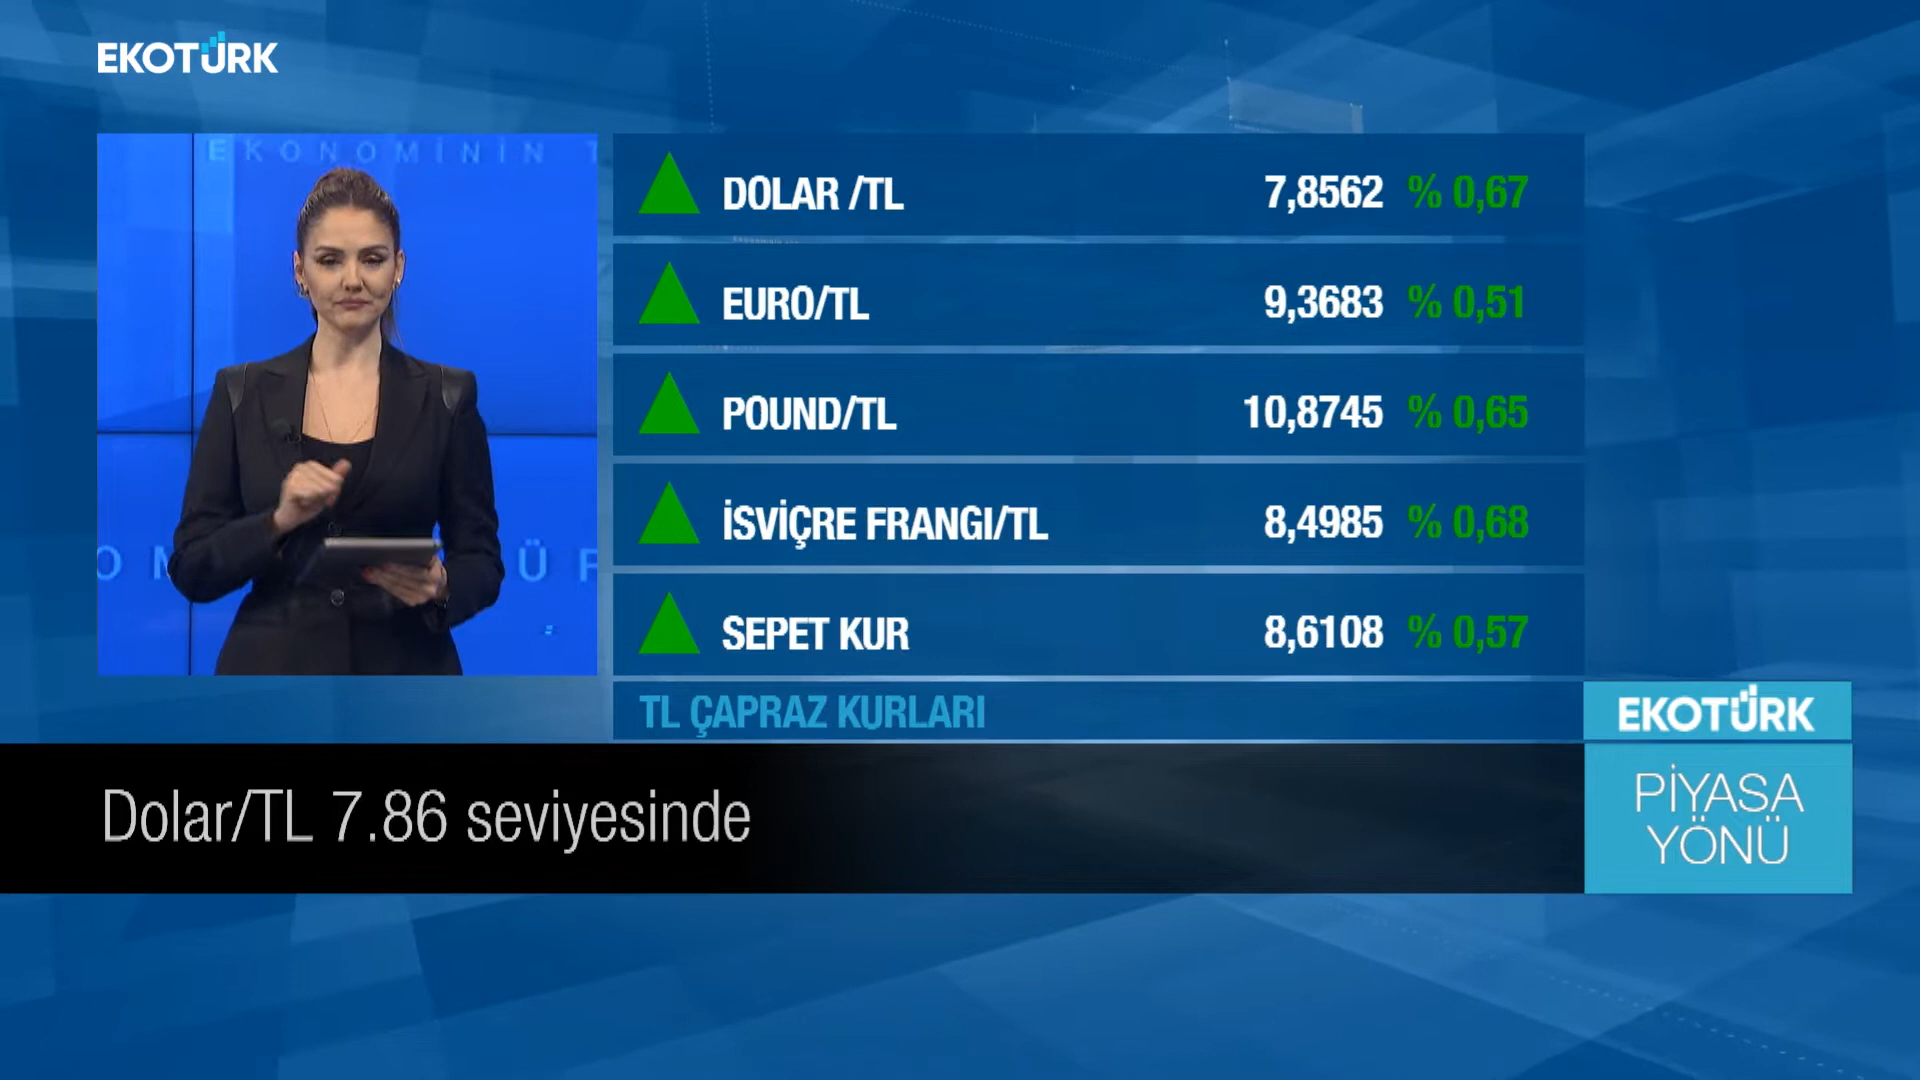 EKOTÜRK
EKONOMİNİN T
DOLAR /TL 7,8562 % 0,67
EURO/TL 9,3683 % 0,51
POUND/TL 10,8745 % 0,65
İSVİÇRE FRANGI/TL 8,4985 % 0,68
SEPET KUR 8,6108 % 0,57
TL ÇAPRAZ KURLARI
EKOTÜRK
Dolar/TL 7.86 seviyesinde
PİYASA
YÖNÜ